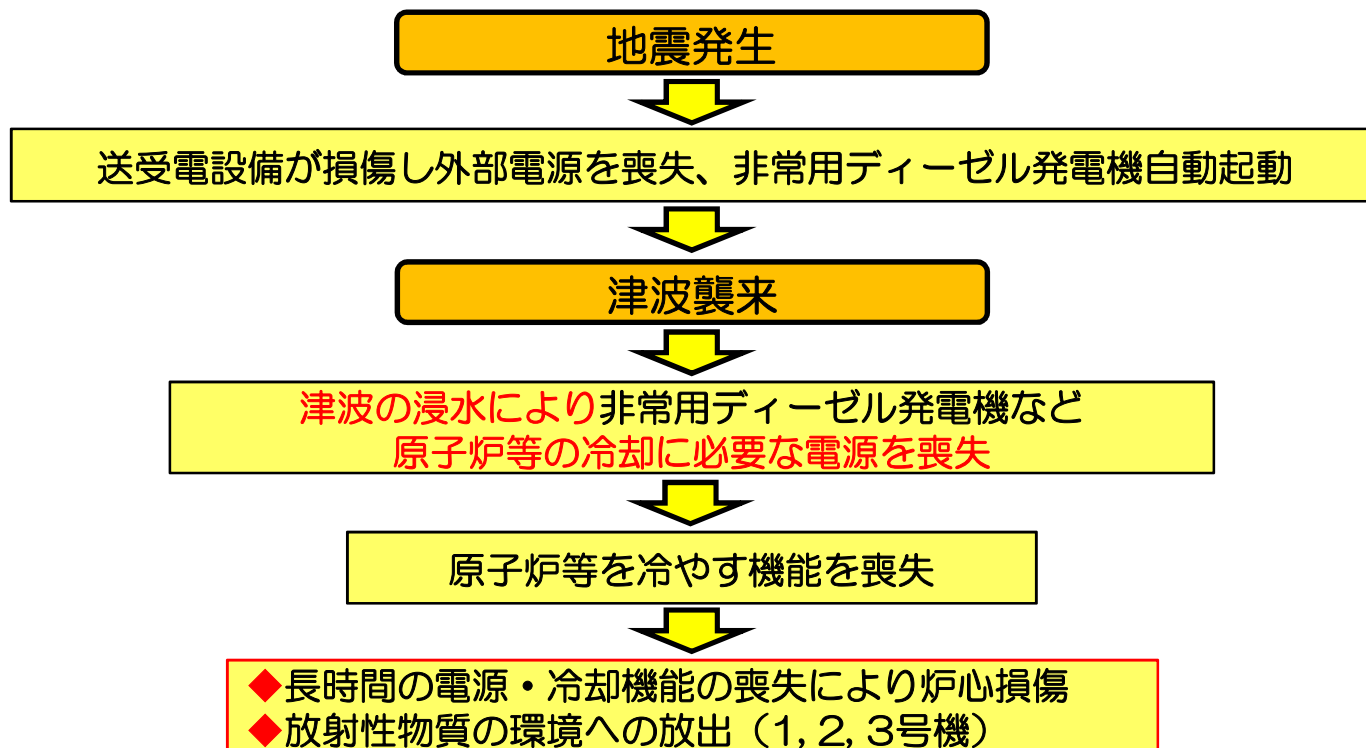 地震発生
送受電設備が損傷し外部電源を喪失、非常用ディーゼル発電機自動起動
津波襲来
津波の浸水により非常用ディーゼル発電機など
原子炉等の冷却に必要な電源を喪失
原子炉等を冷やす機能を喪失
◆長時間の電源・冷却機能の喪失により炉心損傷
◆放射性物質の環境への放出（1, 2, 3号機）